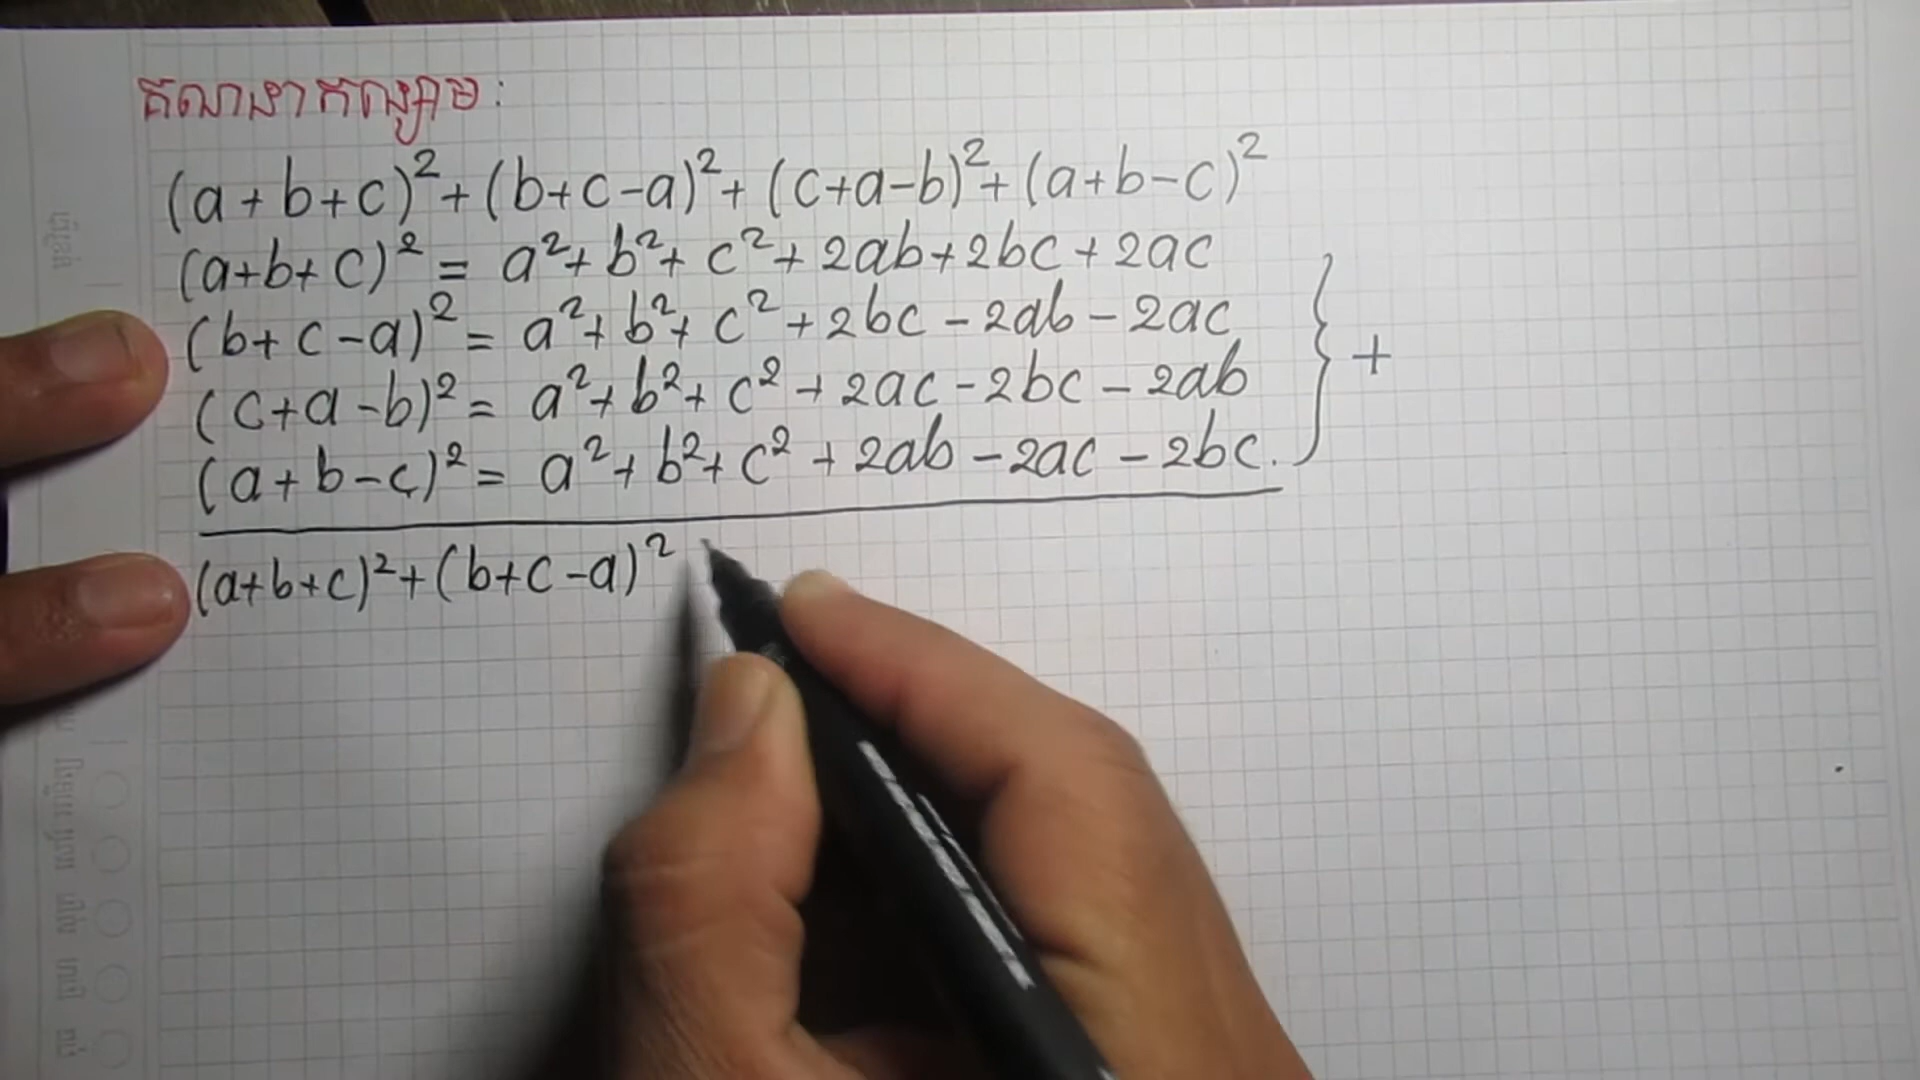 គណនាកន្សោម :
(a+b+c)²+(b+c-a)²+(c+a-b)²+(a+b-c)²
(a+b+c)² = a²+b²+c²+2ab+2bc+2ac
(b+c-a)² = a²+b²+c²+2bc-2ab-2ac
(c+a-b)² = a²+b²+c²+2ac-2bc-2ab } +
(a+b-c)² = a²+b²+c²+2ab-2ac-2bc.
(a+b+c)²+(b+c-a)²